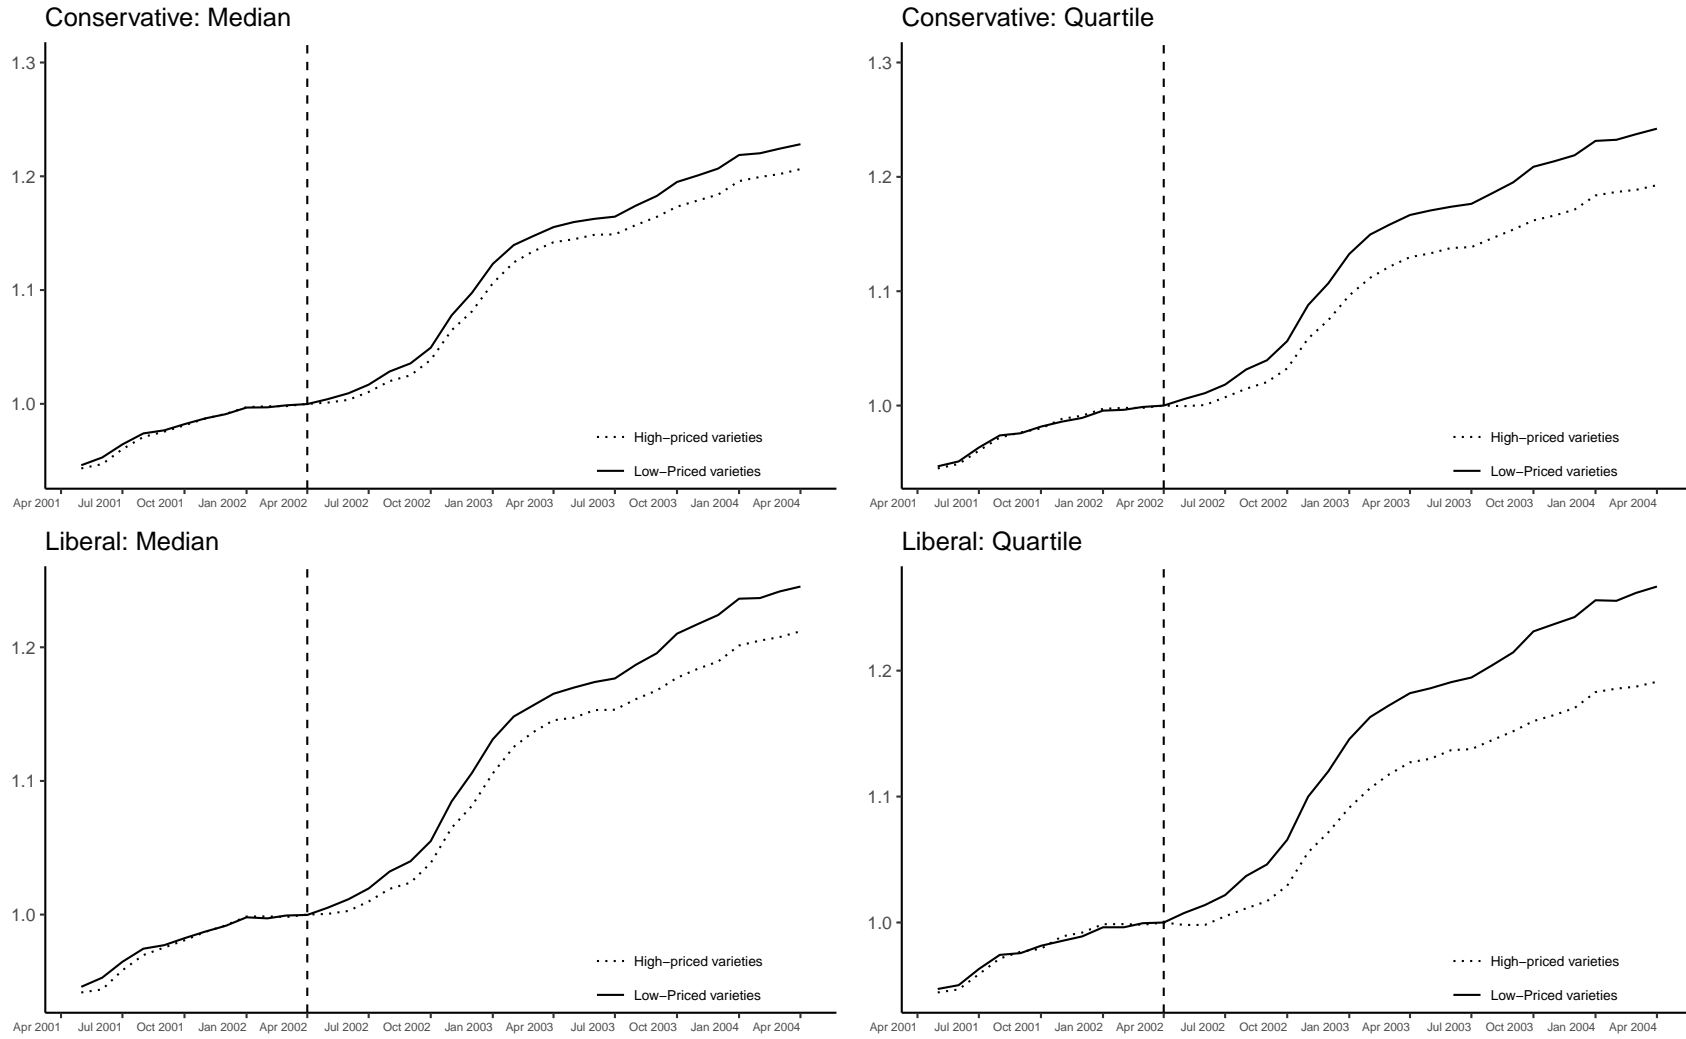 Conservative: Median
1.3
1.2
1.1
1.0
High−priced varieties
Low−Priced varieties
Apr 2001 Jul 2001 Oct 2001 Jan 2002 Apr 2002 Jul 2002 Oct 2002 Jan 2003 Apr 2003 Jul 2003 Oct 2003 Jan 2004 Apr 2004
Conservative: Quartile
1.3
1.2
1.1
1.0
High−priced varieties
Low−Priced varieties
Apr 2001 Jul 2001 Oct 2001 Jan 2002 Apr 2002 Jul 2002 Oct 2002 Jan 2003 Apr 2003 Jul 2003 Oct 2003 Jan 2004 Apr 2004
Liberal: Median
1.2
1.1
1.0
High−priced varieties
Low−Priced varieties
Apr 2001 Jul 2001 Oct 2001 Jan 2002 Apr 2002 Jul 2002 Oct 2002 Jan 2003 Apr 2003 Jul 2003 Oct 2003 Jan 2004 Apr 2004
Liberal: Quartile
1.2
1.1
1.0
High−priced varieties
Low−Priced varieties
Apr 2001 Jul 2001 Oct 2001 Jan 2002 Apr 2002 Jul 2002 Oct 2002 Jan 2003 Apr 2003 Jul 2003 Oct 2003 Jan 2004 Apr 2004